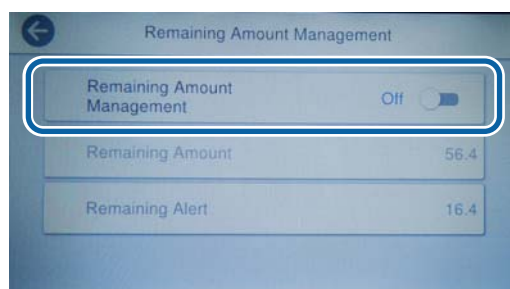 Remaining Amount Management
Remaining Amount
Management
Off
Remaining Amount
56.4
Remaining Alert
16.4